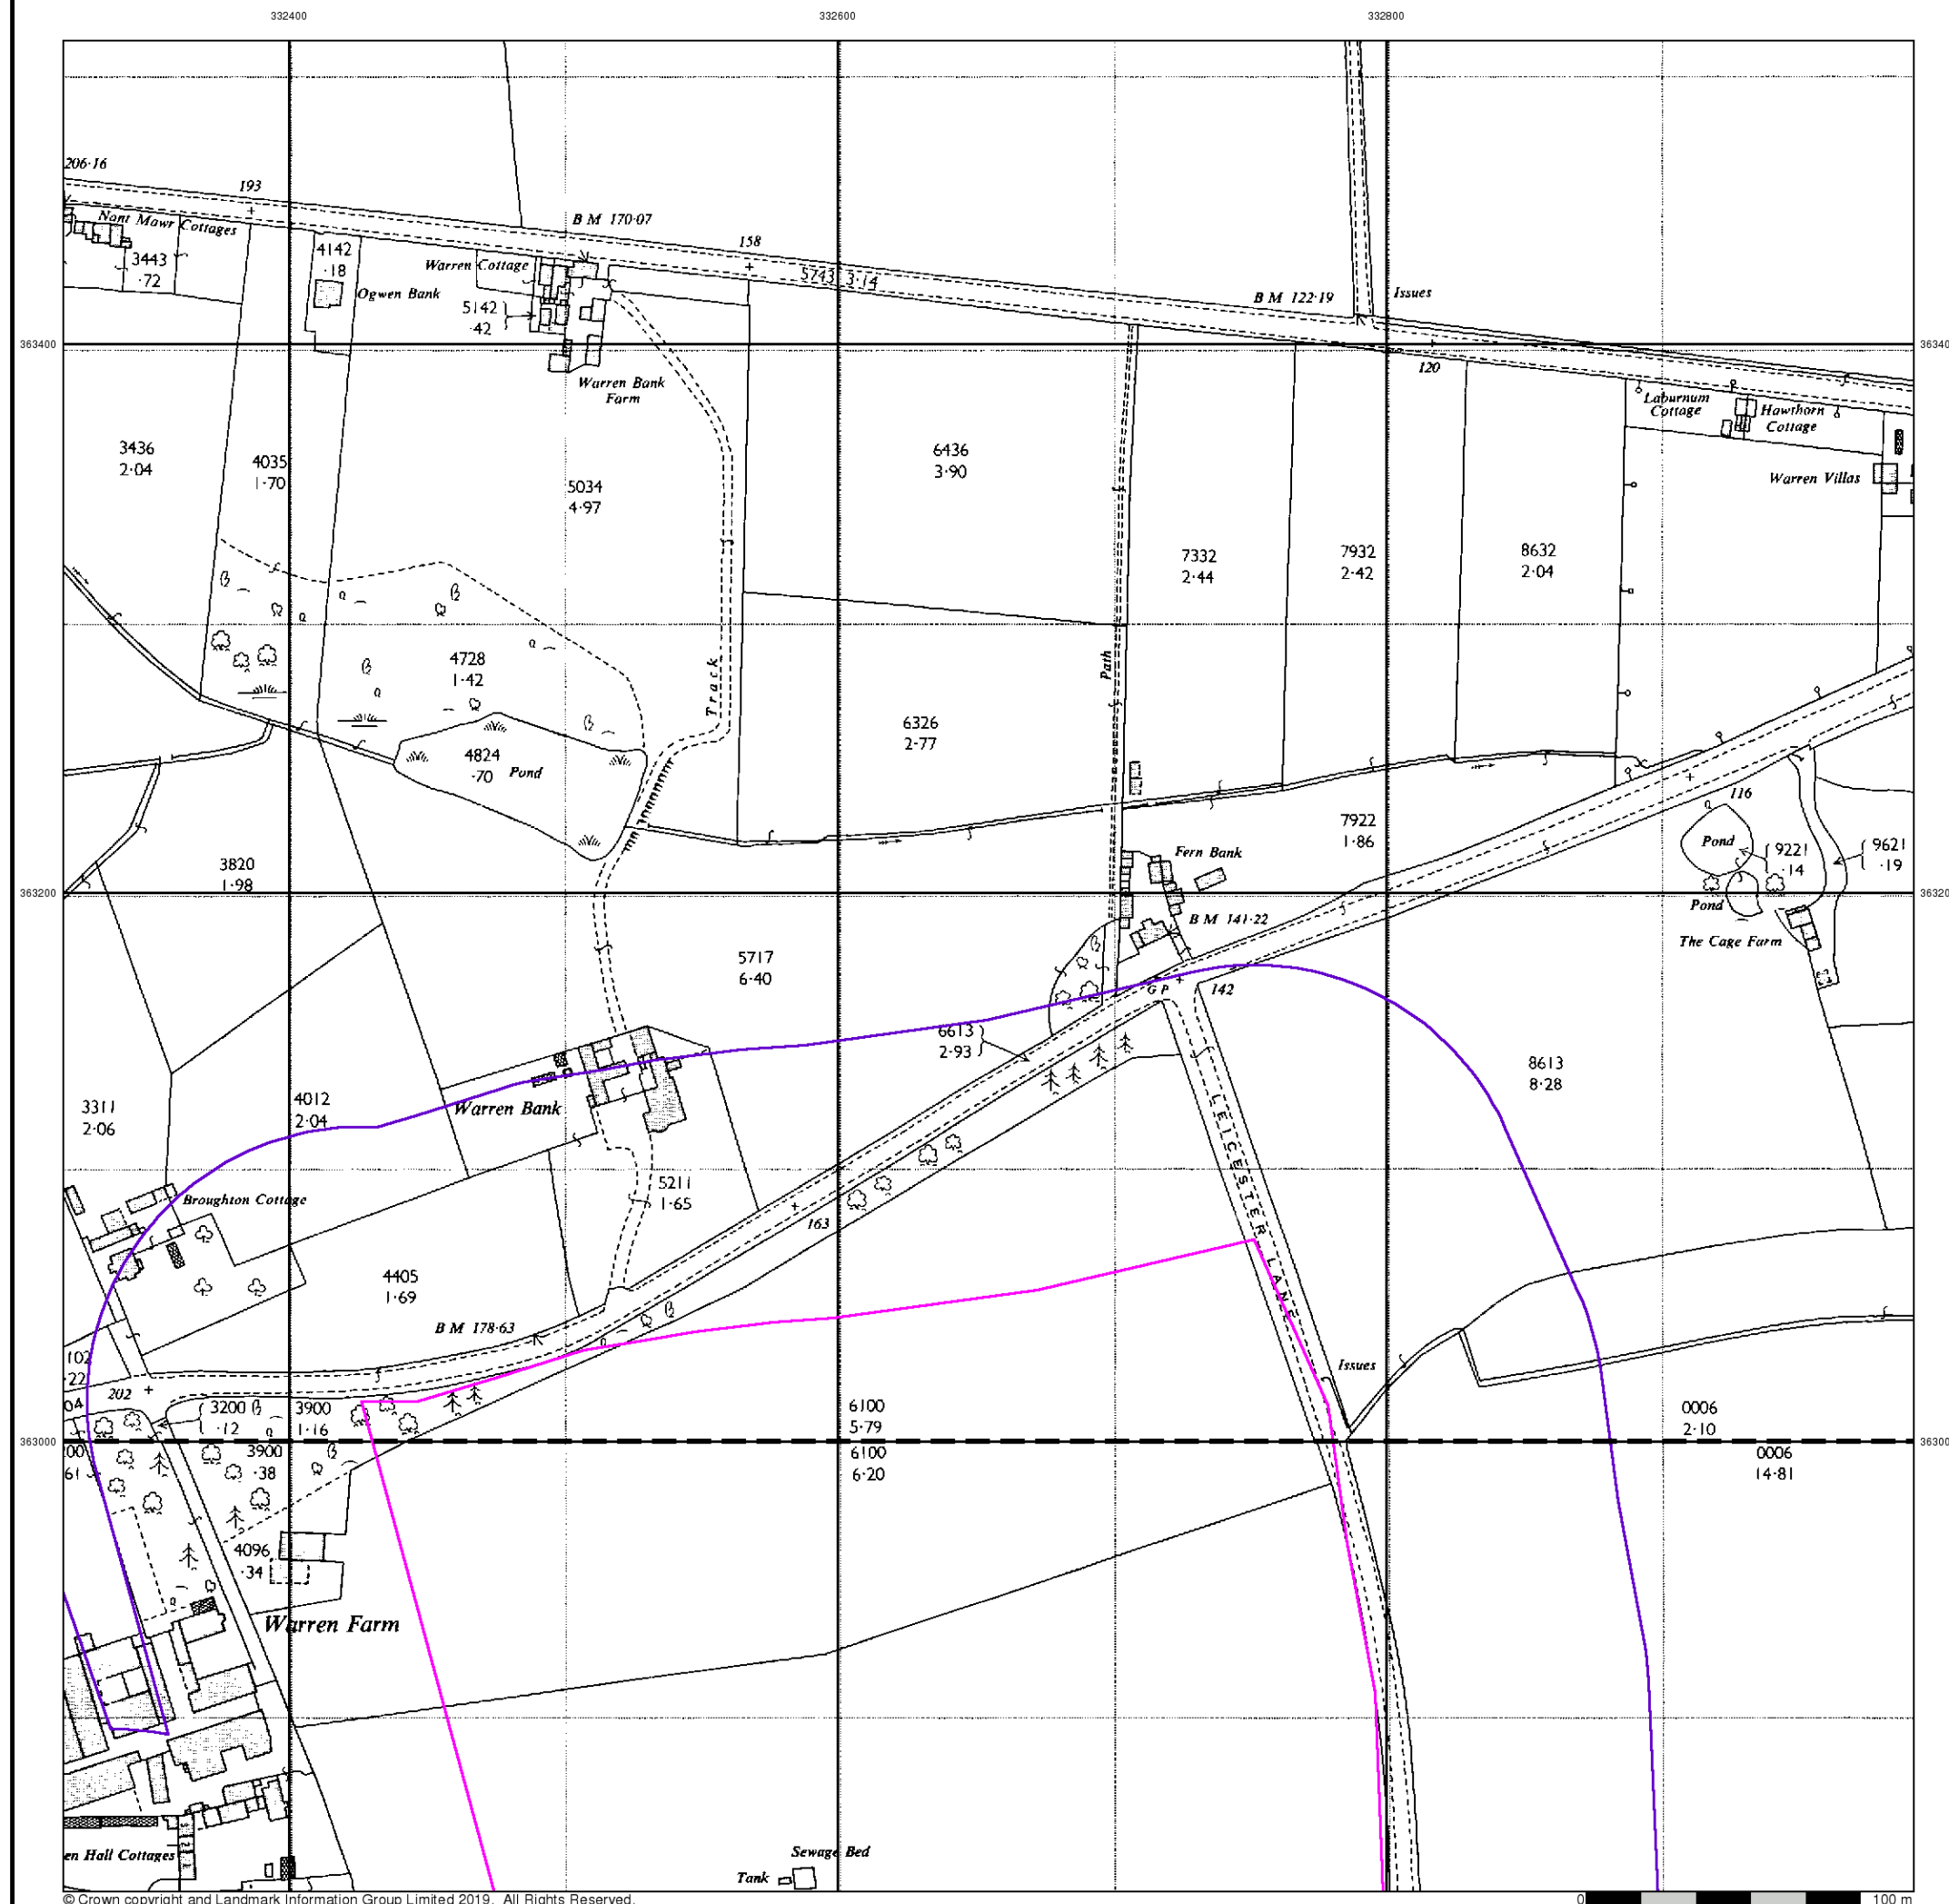 332400
332600
332800
206·16
193
B M 170·07
Nant Mawr Cottages
158
4142
·18
3443
·72
Warren Cottage
Ogwen Bank
5743 3·14
B M 122·19
Issues
5142
·42
363400
120
Warren Bank
Farm
Laburnum
Cottage
Hawthorn
Cottage
3436
2·04
4035
1·70
5034
4·97
6436
3·90
Warren Villas
7332
2·44
7932
2·42
8632
2·04
4728
1·42
Track
Path
4824
·70
Pond
6326
2·77
116
7922
1·86
Pond
9221
·14
9621
·19
3820
1·98
Fern Bank
363200
Pond
B M 141·22
The Cage Farm
5717
6·40
G P
142
6613
2·93
8613
8·28
3311
2·06
4012
2·04
Warren Bank
LEICESTER LANE
Broughton Cottage
5211
1·65
163
4405
1·69
B M 178·63
102
·22
202
Issues
04
3200
·12
3900
1·16
6100
5·79
0006
2·10
363000
00
61
3900
·38
6100
6·20
0006
14·81
4096
·34
Warren Farm
en Hall Cottages
Sewage Bed
Tank
© Crown copyright and Landmark Information Group Limited 2019. All Rights Reserved.
0
100 m